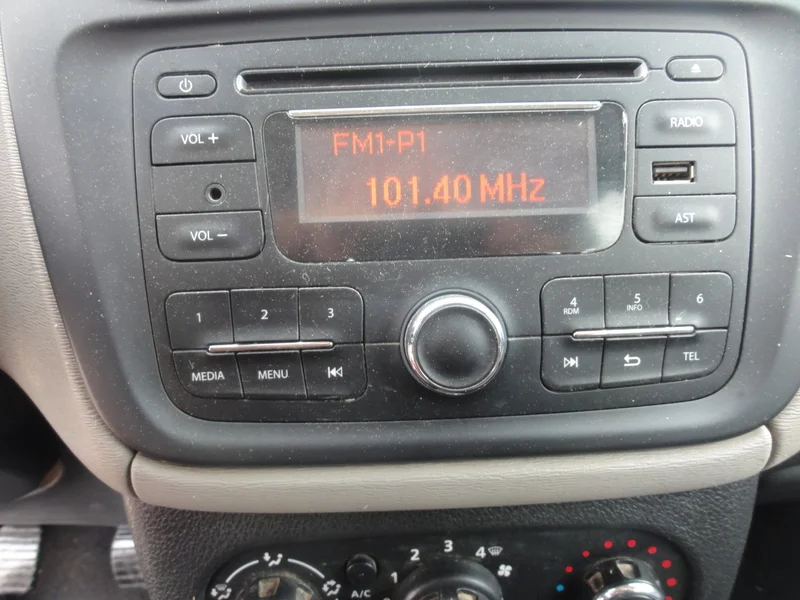 FM1-P1
101.40 MHz
VOL +
VOL –
RADIO
AST
1 2 3
MEDIA MENU
4 5 6
RDM INFO
TEL
A/C
1 2 3 4